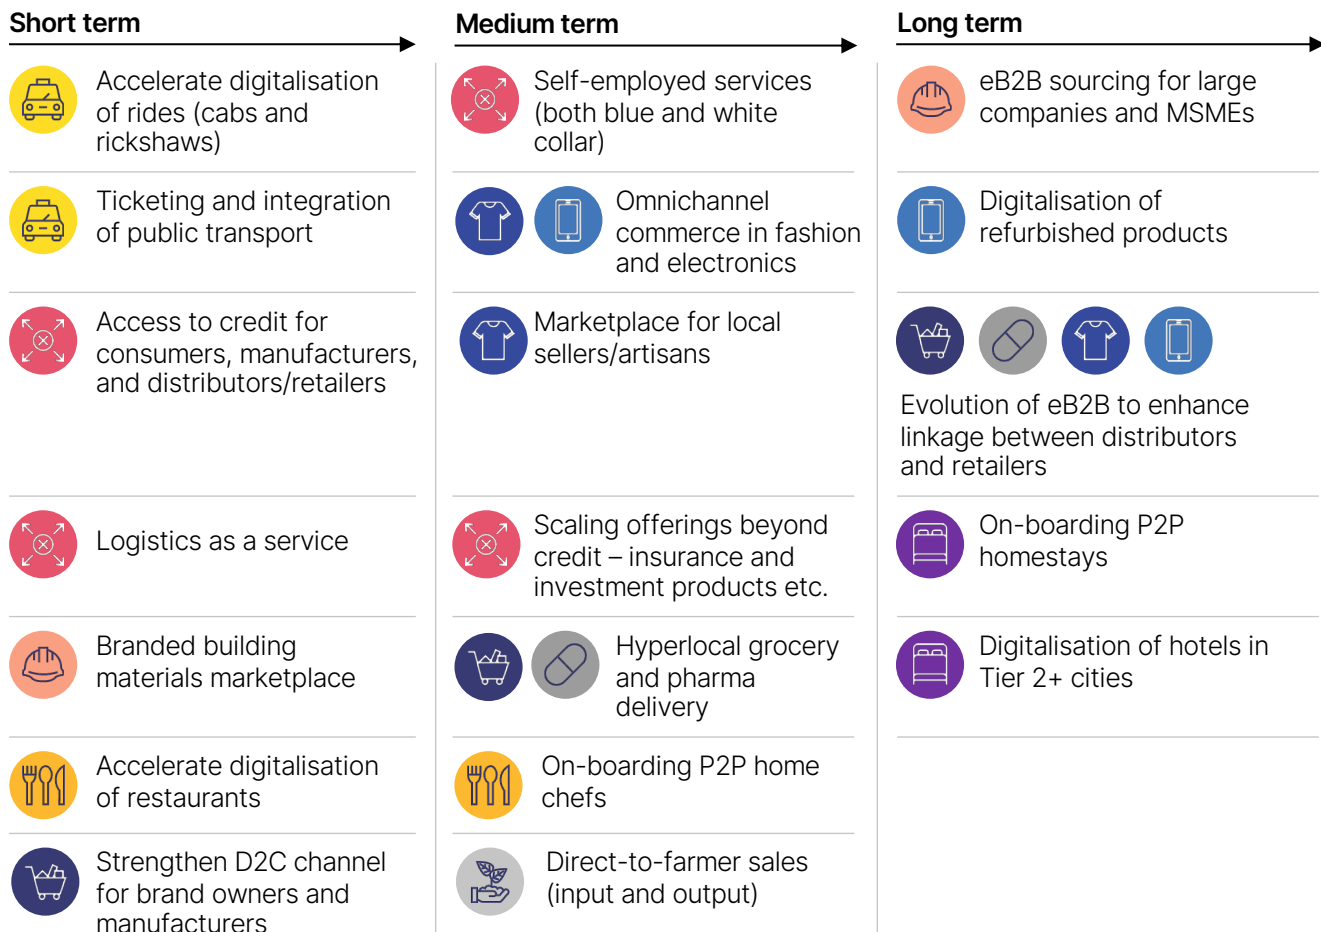 Short term
Accelerate digitalisation
of rides (cabs and
rickshaws)
Ticketing and integration
of public transport
Access to credit for
consumers, manufacturers,
and distributors/retailers
Logistics as a service
Branded building
materials marketplace
Accelerate digitalisation
of restaurants
Strengthen D2C channel
for brand owners and
manufacturers
Medium term
Self-employed services
(both blue and white
collar)
Omnichannel
commerce in fashion
and electronics
Marketplace for local
sellers/artisans
Scaling offerings beyond
credit – insurance and
investment products etc.
Hyperlocal grocery
and pharma
delivery
On-boarding P2P home
chefs
Direct-to-farmer sales
(input and output)
Long term
eB2B sourcing for large
companies and MSMEs
Digitalisation of
refurbished products
Evolution of eB2B to enhance
linkage between distributors
and retailers
On-boarding P2P
homestays
Digitalisation of hotels in
Tier 2+ cities